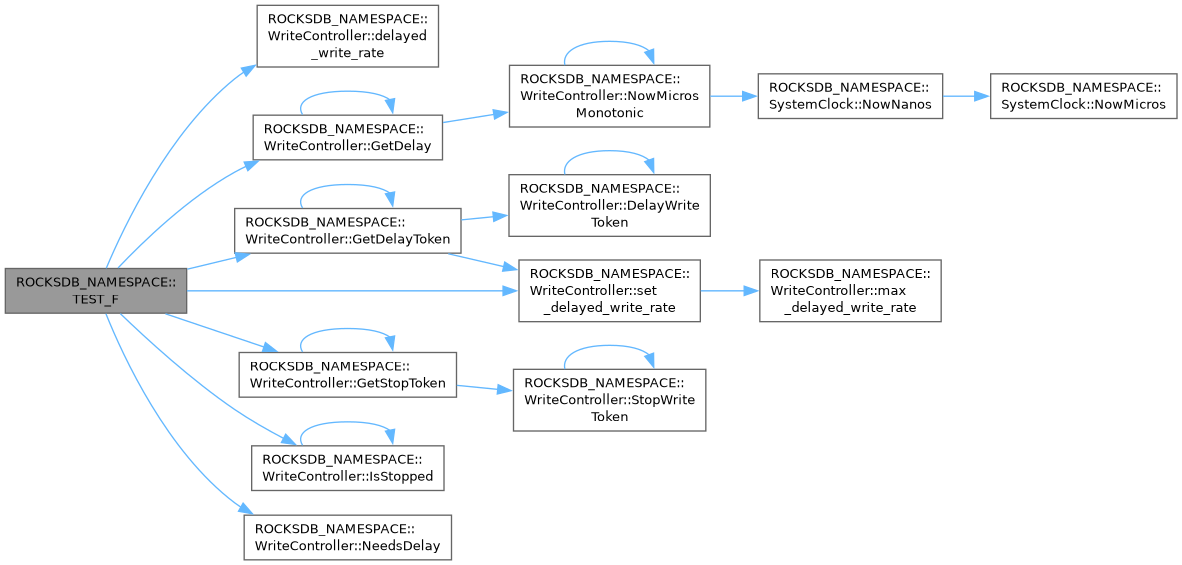 ROCKSDB_NAMESPACE::
WriteController::delayed
_write_rate
ROCKSDB_NAMESPACE::
WriteController::NowMicros
Monotonic
ROCKSDB_NAMESPACE::
SystemClock::NowNanos
ROCKSDB_NAMESPACE::
SystemClock::NowMicros
ROCKSDB_NAMESPACE::
WriteController::GetDelay
ROCKSDB_NAMESPACE::
WriteController::DelayWrite
Token
ROCKSDB_NAMESPACE::
WriteController::GetDelayToken
ROCKSDB_NAMESPACE::
TEST_F
ROCKSDB_NAMESPACE::
WriteController::set
_delayed_write_rate
ROCKSDB_NAMESPACE::
WriteController::max
_delayed_write_rate
ROCKSDB_NAMESPACE::
WriteController::GetStopToken
ROCKSDB_NAMESPACE::
WriteController::StopWrite
Token
ROCKSDB_NAMESPACE::
WriteController::IsStopped
ROCKSDB_NAMESPACE::
WriteController::NeedsDelay